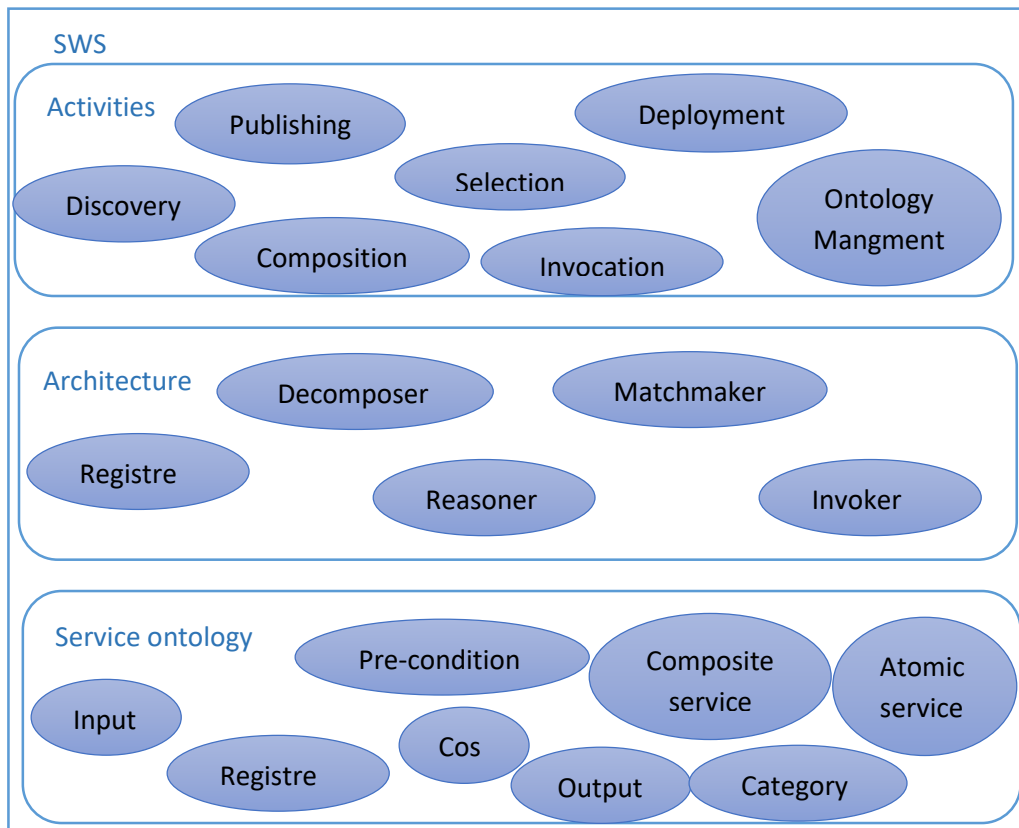 SWS
Activities
Publishing
Deployment
Selection
Discovery
Ontology
Mangment
Composition
Invocation
Architecture
Decomposer
Matchmaker
Registre
Reasoner
Invoker
Service ontology
Pre-condition
Composite
service
Atomic
service
Input
Cos
Registre
Output
Category